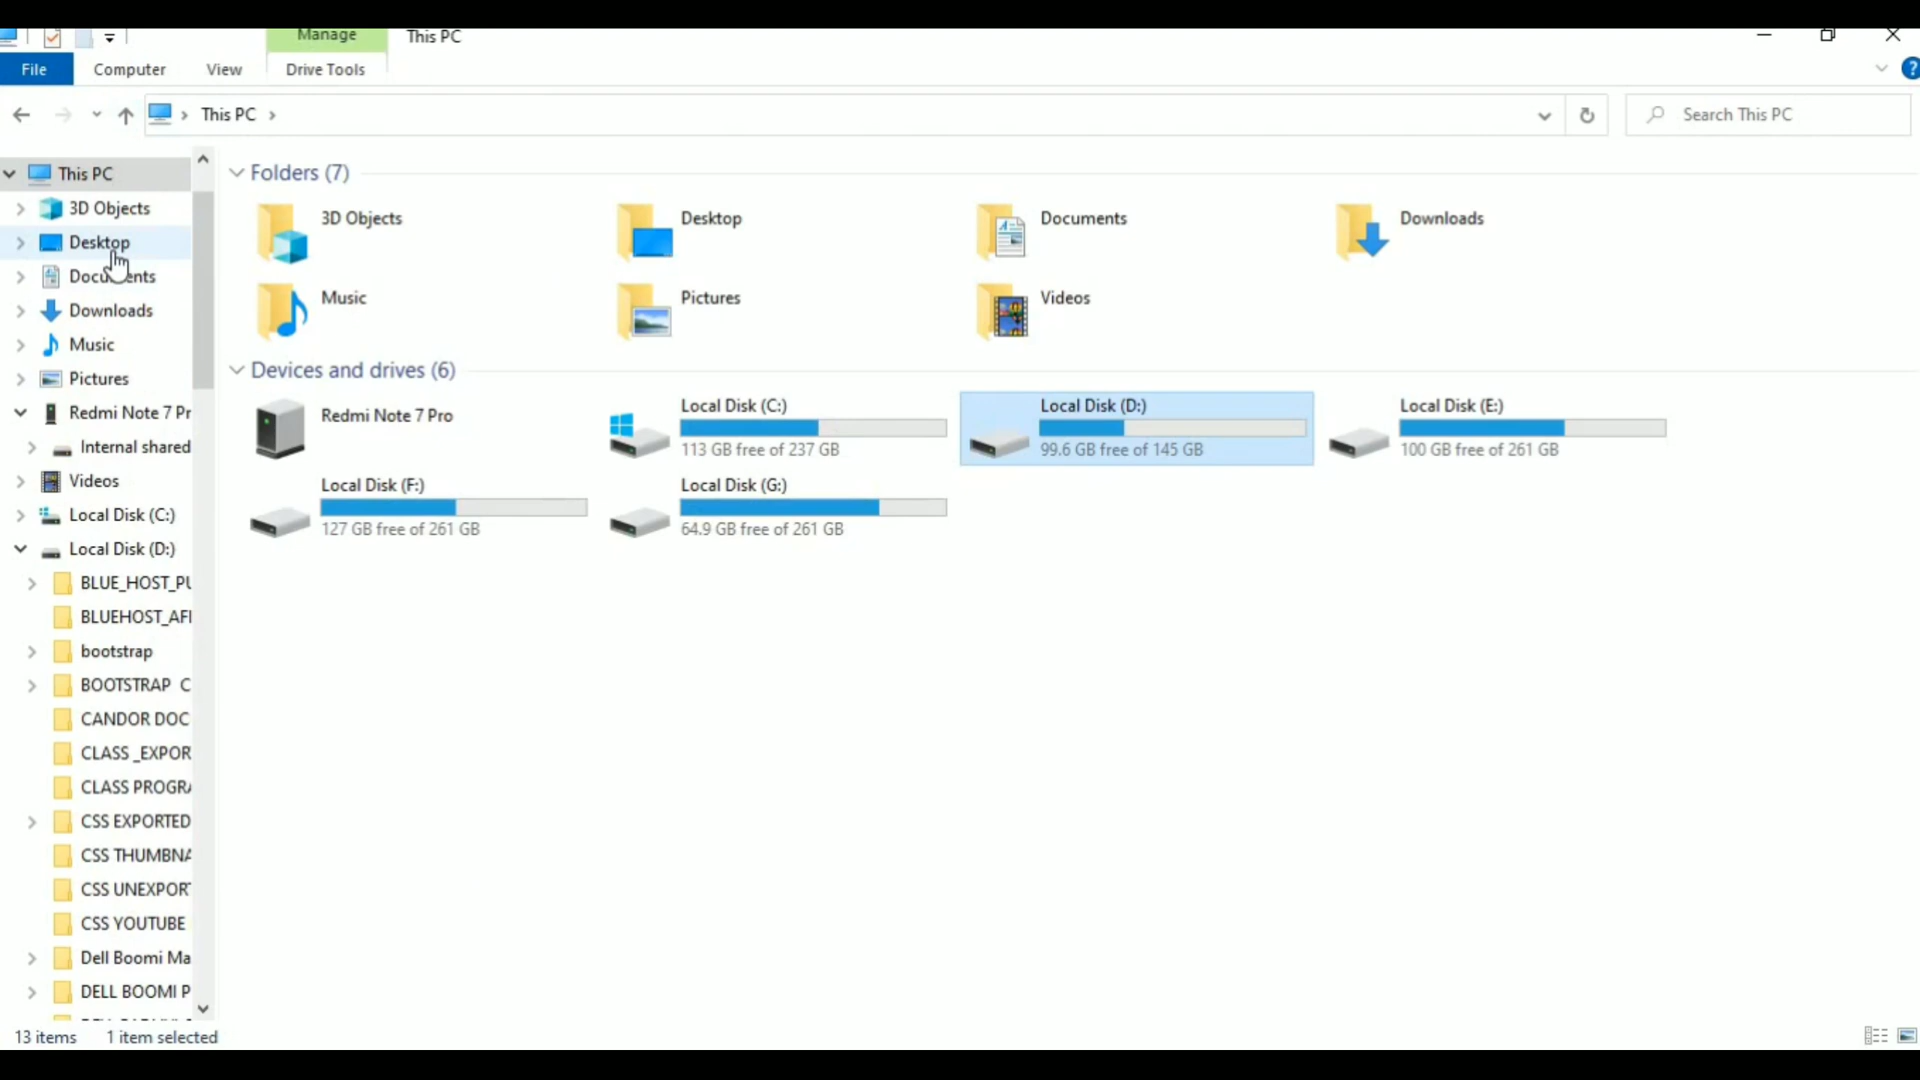 Manage
This PC
File
Computer
View
Drive Tools
This PC
Search This PC
This PC
3D Objects
Desktop
Documents
Downloads
Music
Pictures
Redmi Note 7 Pr
Internal shared
Videos
Local Disk (C:)
Local Disk (D:)
BLUE_HOST_PU
BLUEHOST_AFI
bootstrap
BOOTSTRAP C
CANDOR DOC
CLASS _EXPOR
CLASS PROGRA
CSS EXPORTED
CSS THUMBNA
CSS UNEXPORT
CSS YOUTUBE
Dell Boomi Ma
DELL BOOMI P
Folders (7)
3D Objects
Desktop
Documents
Downloads
Music
Pictures
Videos
Devices and drives (6)
Redmi Note 7 Pro
Local Disk (C:)
113 GB free of 237 GB
Local Disk (D:)
99.6 GB free of 145 GB
Local Disk (E:)
100 GB free of 261 GB
Local Disk (F:)
127 GB free of 261 GB
Local Disk (G:)
64.9 GB free of 261 GB
13 items
1 item selected